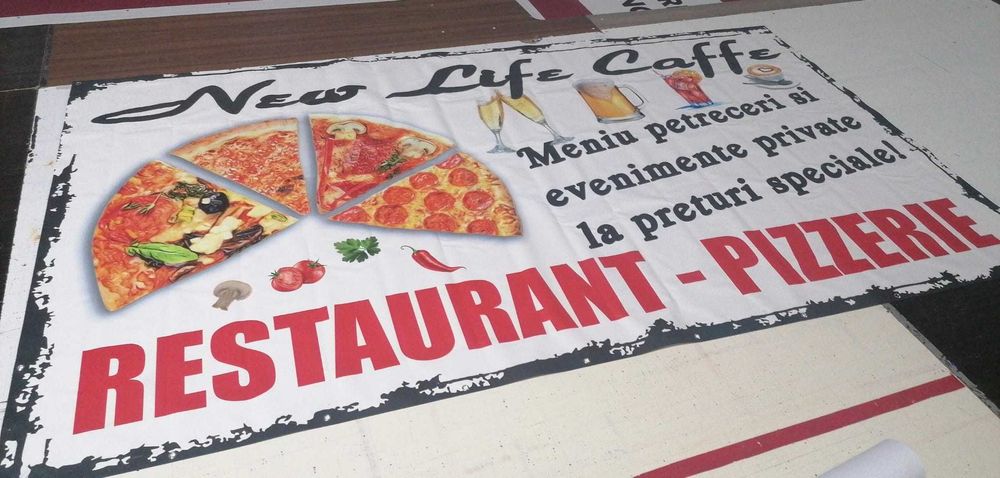 New Life Caffe
Meniu petreceri si
evenimente private
la preturi speciale!
RESTAURANT - PIZZERIE